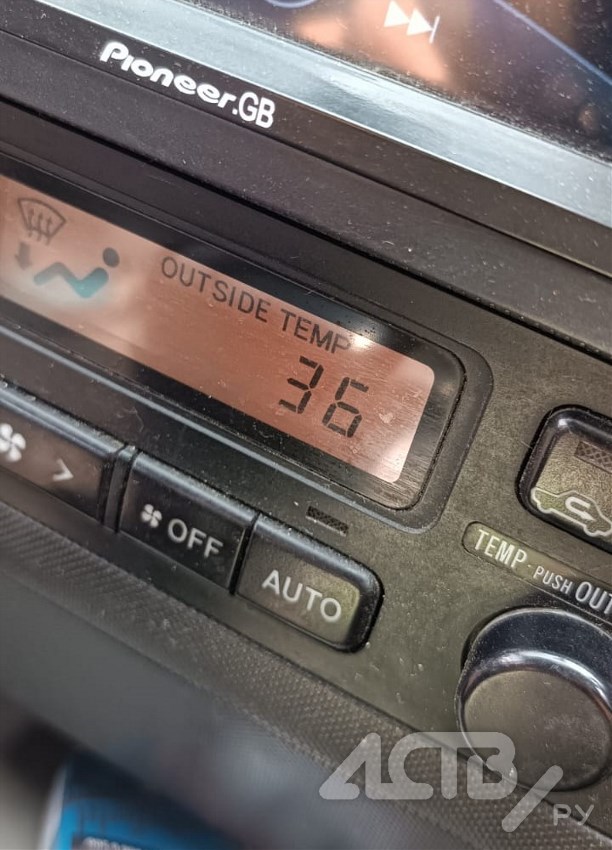 Pioneer.GB
OUTSIDE TEMP
36
OFF
AUTO
TEMP-PUSH OUT
АСТВ/РУ